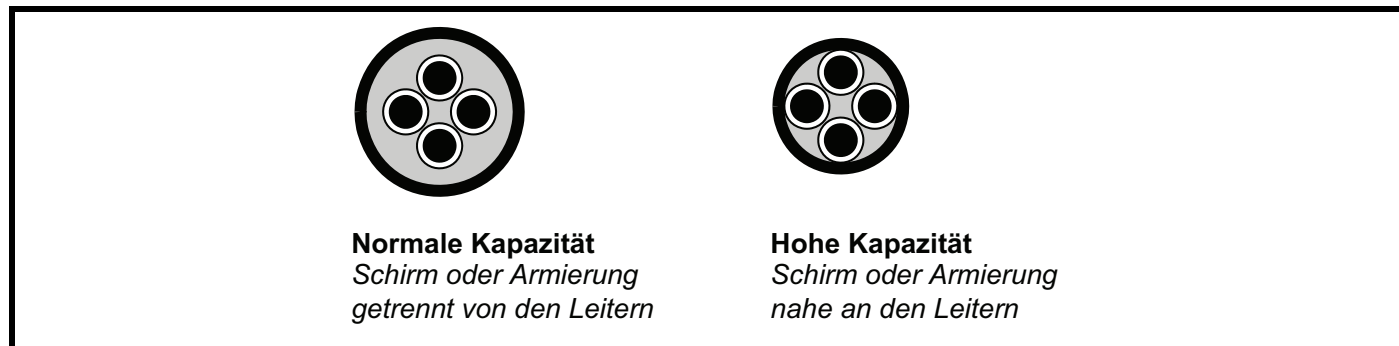 Normale Kapazität
Schirm oder Armierung
getrennt von den Leitern
Hohe Kapazität
Schirm oder Armierung
nahe an den Leitern